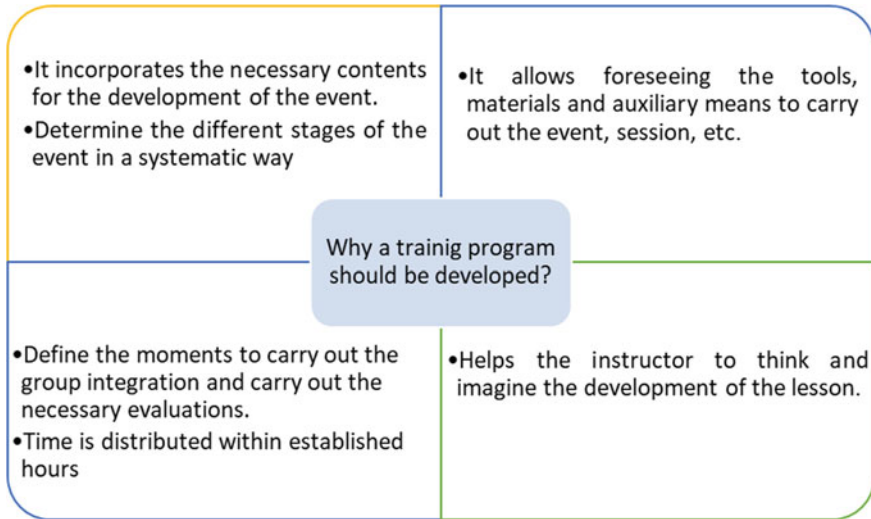 •It incorporates the necessary contents
for the development of the event.
•Determine the different stages of the
event in a systematic way
•It allows foreseeing the tools,
materials and auxiliary means to carry
out the event, session, etc.
Why a trainig program
should be developed?
•Define the moments to carry out the
group integration and carry out the
necessary evaluations.
•Time is distributed within established
hours
•Helps the instructor to think and
imagine the development of the lesson.